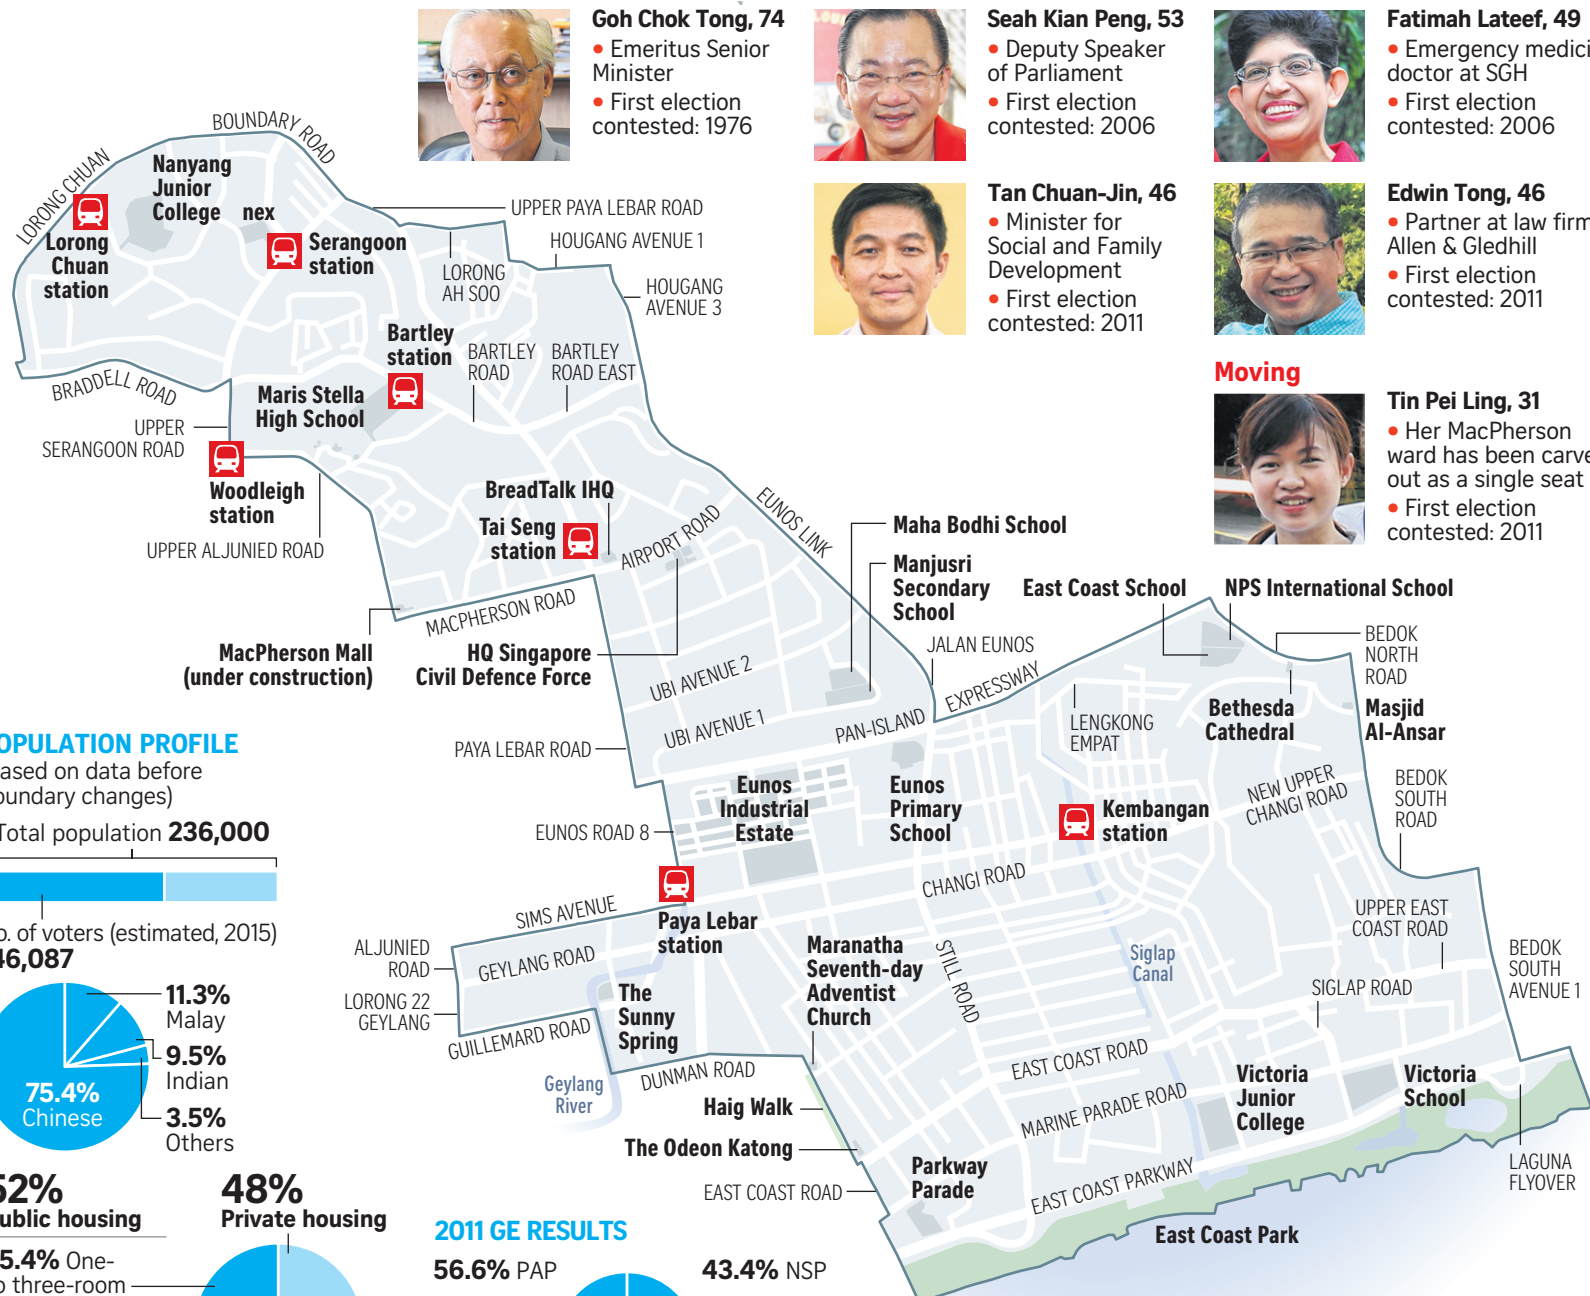 Goh Chok Tong, 74
• Emeritus Senior
Minister
• First election
contested: 1976
Seah Kian Peng, 53
• Deputy Speaker
of Parliament
• First election
contested: 2006
Fatimah Lateef, 49
• Emergency medici
doctor at SGH
• First election
contested: 2006
Tan Chuan-Jin, 46
• Minister for
Social and Family
Development
• First election
contested: 2011
Edwin Tong, 46
• Partner at law firm
Allen & Gledhill
• First election
contested: 2011
Moving
Tin Pei Ling, 31
• Her MacPherson
ward has been carve
out as a single seat
• First election
contested: 2011
BOUNDARY ROAD
LORONG CHUAN
Nanyang
Junior
College
nex
Lorong
Chuan
station
Serangoon
station
UPPER PAYA LEBAR ROAD
HOUGANG AVENUE 1
LORONG
AH SOO
HOUGANG
AVENUE 3
Bartley
station
BARTLEY
ROAD
BARTLEY
ROAD EAST
BRADDELL ROAD
Maris Stella
High School
UPPER
SERANGOON ROAD
Woodleigh
station
UPPER ALJUNIED ROAD
BreadTalk IHQ
Tai Seng
station
AIRPORT ROAD
EUNOS LINK
Maha Bodhi School
Manjusri
Secondary
School
East Coast School
NPS International School
MACPHERSON ROAD
MacPherson Mall
(under construction)
HQ Singapore
Civil Defence Force
JALAN EUNOS
BEDOK
NORTH
ROAD
UBI AVENUE 2
UBI AVENUE 1
PAN-ISLAND
EXPRESSWAY
LENGKONG
EMPAT
Bethesda
Cathedral
Masjid
Al-Ansar
PAYA LEBAR ROAD
Eunos
Industrial
Estate
Eunos
Primary
School
Kembangan
station
NEW UPPER
CHANGI ROAD
BEDOK
SOUTH
ROAD
EUNOS ROAD 8
CHANGI ROAD
SIMS AVENUE
Paya Lebar
station
ALJUNIED
ROAD
GEYLANG ROAD
LORONG 22
GEYLANG
GUILLEMARD ROAD
The
Sunny
Spring
Maranatha
Seventh-day
Adventist
Church
STILL ROAD
Siglap
Canal
UPPER EAST
COAST ROAD
SIGLAP ROAD
BEDOK
SOUTH
AVENUE 1
Geylang
River
DUNMAN ROAD
EAST COAST ROAD
MARINE PARADE ROAD
Haig Walk
The Odeon Katong
EAST COAST ROAD
Parkway
Parade
EAST COAST PARKWAY
Victoria
Junior
College
Victoria
School
LAGUNA
FLYOVER
East Coast Park
OPULATION PROFILE
ased on data before
oundary changes)
Total population 236,000
o. of voters (estimated, 2015)
46,087
11.3%
Malay
9.5%
Indian
3.5%
Others
75.4%
Chinese
52%
ublic housing
48%
Private housing
5.4% One-
o three-room
2011 GE RESULTS
56.6% PAP
43.4% NSP